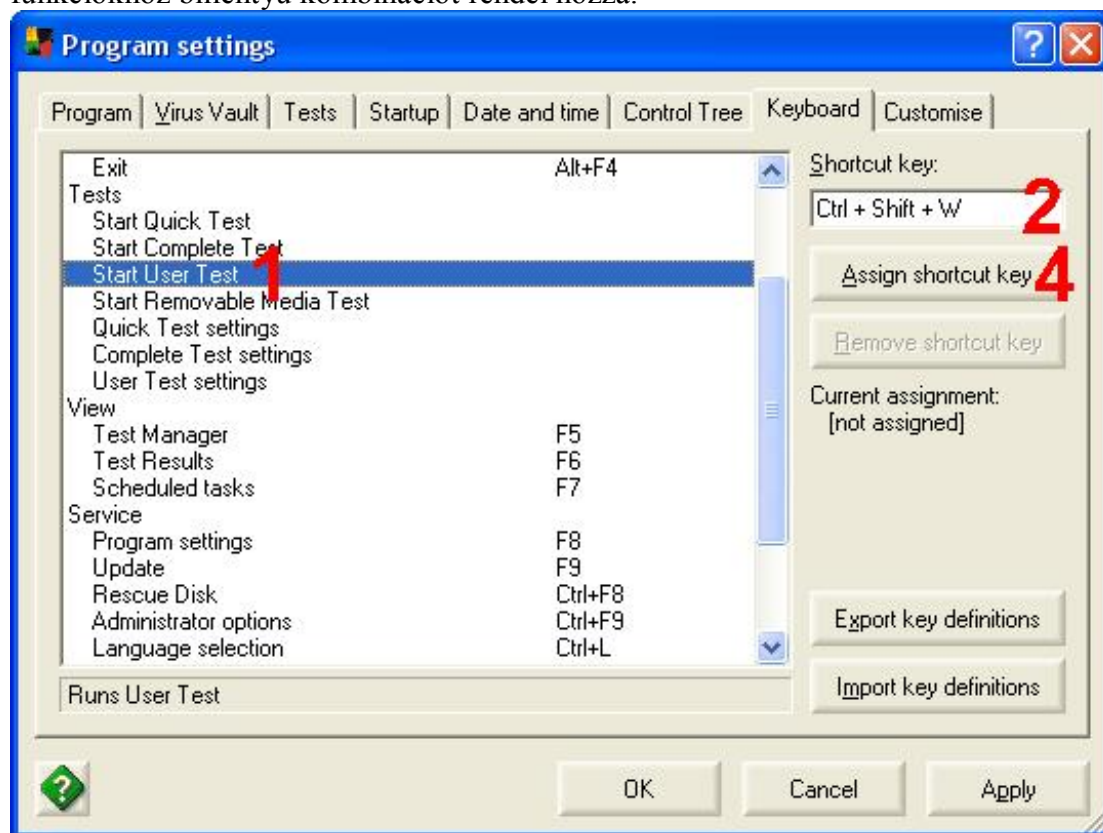 funkciókhoz billentyű kombinációt rendel hozzá.
Program settings
Program Virus Vault Tests Startup Date and time Control Tree Keyboard Customise
Exit Alt+F4
Tests
Start Quick Test
Start Complete Test
Start User Test 1
Start Removable Media Test
Quick Test settings
Complete Test settings
User Test settings
View
Test Manager F5
Test Results F6
Scheduled tasks F7
Service
Program settings F8
Update F9
Rescue Disk Ctrl+F8
Administrator options Ctrl+F9
Language selection Ctrl+L
Runs User Test
Shortcut key:
Ctrl + Shift + W 2
Assign shortcut key 4
Remove shortcut key
Current assignment:
[not assigned]
Export key definitions
Import key definitions
OK Cancel Apply